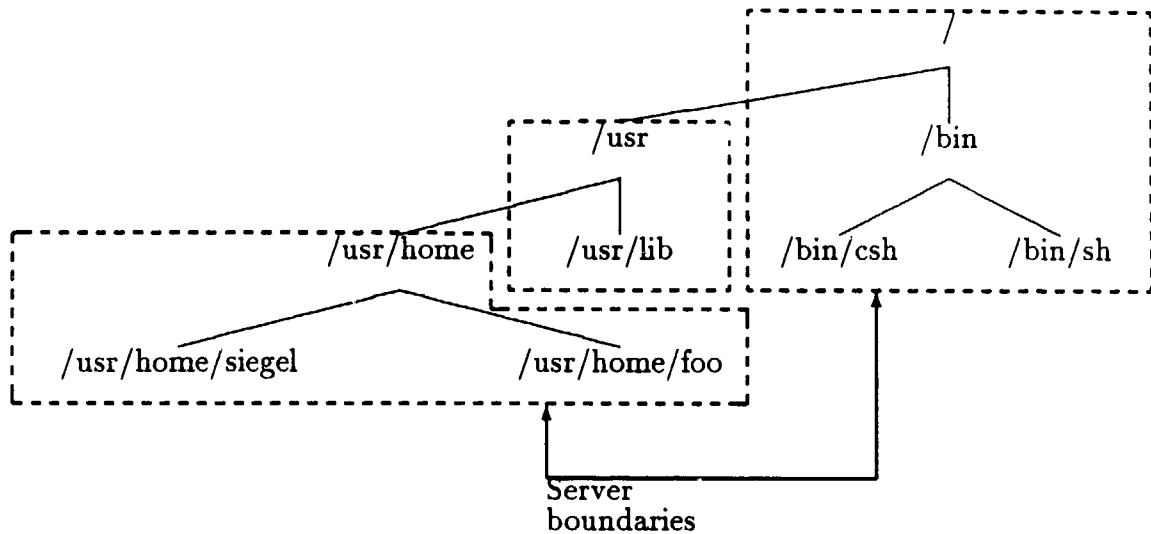 /
/usr
/bin
/usr/home
/usr/lib
/bin/csh
/bin/sh
/usr/home/siegel
/usr/home/foo
Server
boundaries